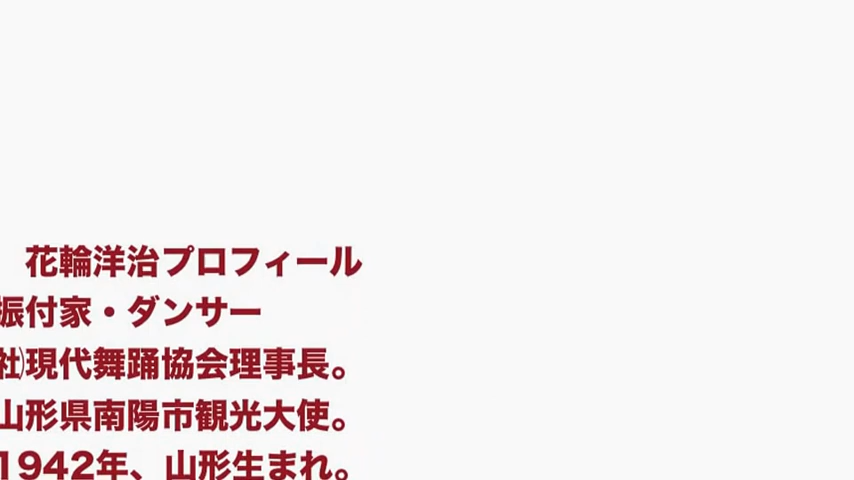 花輪洋治プロフィール
振付家・ダンサー
社)現代舞踊協会理事長。
山形県南陽市観光大使。
1942年、山形生まれ。